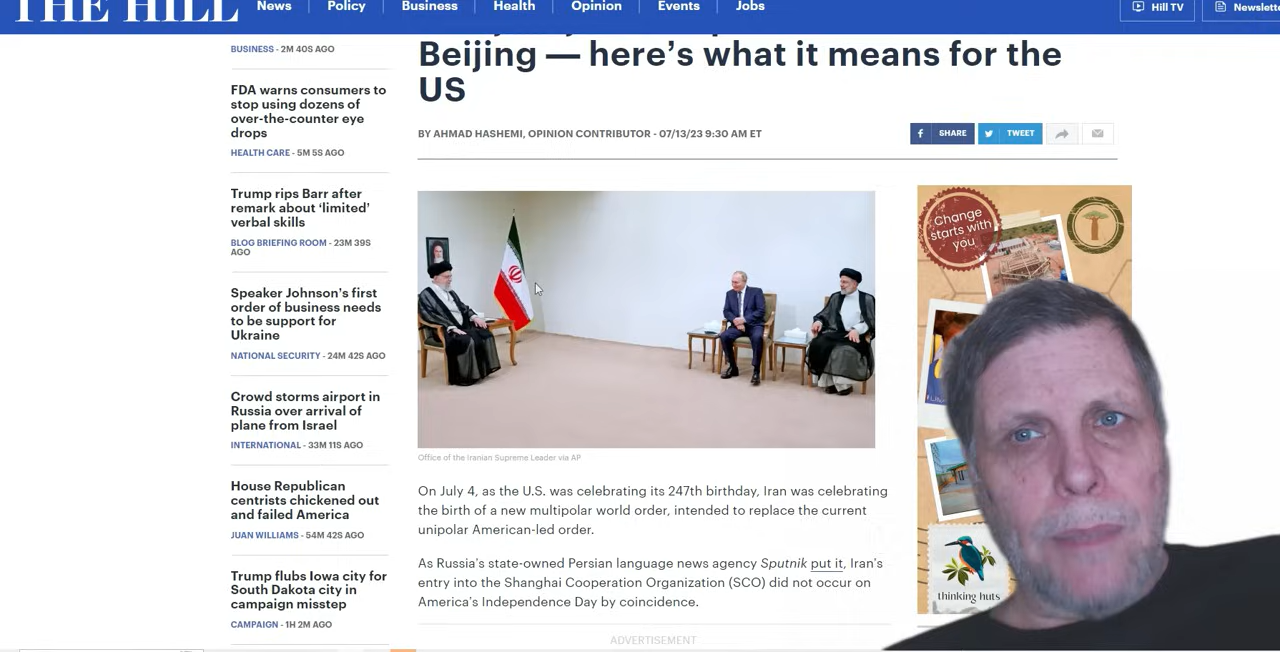 THE HILL
News
Policy
Business
Health
Opinion
Events
Jobs
Hill TV
BUSINESS - 2M 40S AGO
FDA warns consumers to
stop using dozens of
over-the-counter eye
drops
HEALTH CARE - 5M 5S AGO
Trump rips Barr after
remark about ‘limited’
verbal skills
BLOG BRIEFING ROOM - 23M 39S
AGO
Speaker Johnson’s first
order of business needs
to be support for
Ukraine
NATIONAL SECURITY - 24M 42S AGO
Crowd storms airport in
Russia over arrival of
plane from Israel
INTERNATIONAL - 33M 11S AGO
House Republican
centrists chickened out
and failed America
JUAN WILLIAMS - 54M 42S AGO
Trump flubs Iowa city for
South Dakota city in
campaign misstep
CAMPAIGN - 1H 2M AGO
Beijing — here’s what it means for the
US
BY AHMAD HASHEMI, OPINION CONTRIBUTOR - 07/13/23 9:30 AM ET
SHARE
TWEET
Office of the Iranian Supreme Leader via AP
On July 4, as the U.S. was celebrating its 247th birthday, Iran was celebrating
the birth of a new multipolar world order, intended to replace the current
unipolar American-led order.
As Russia’s state-owned Persian language news agency Sputnik put it, Iran’s
entry into the Shanghai Cooperation Organization (SCO) did not occur on
America’s Independence Day by coincidence.
ADVERTISEMENT
Change
starts with
you
thinking huts